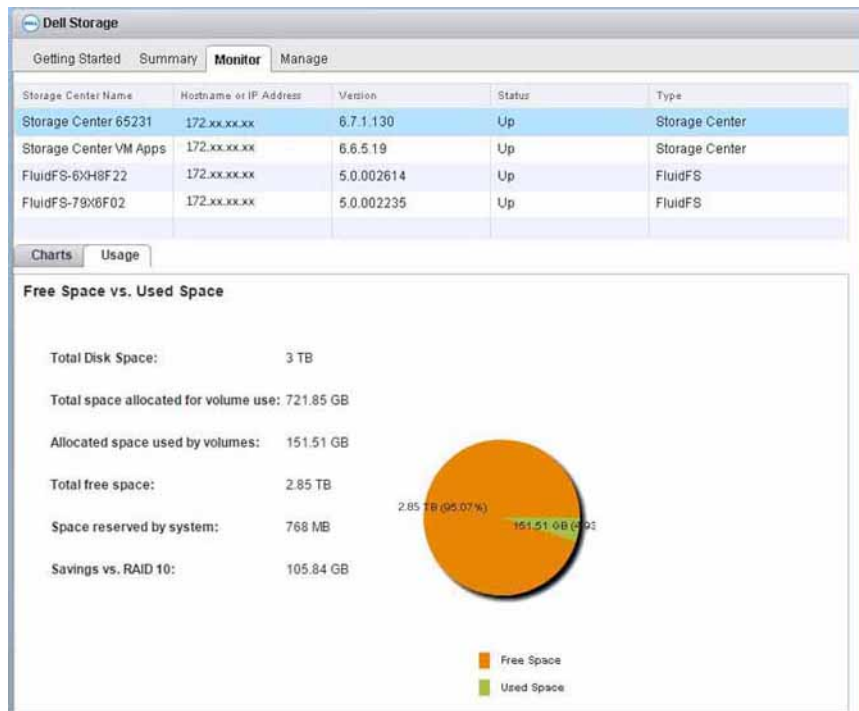 Dell Storage
Getting Started Summary Monitor Manage
Storage Center Name Hostname or IP Address Version Status Type
Storage Center 65231 172.xx.xx.xx 6.7.1.130 Up Storage Center
Storage Center VM Apps 172.xx.xx.xx 6.6.5.19 Up Storage Center
FluidFS-6XH8F22 172.xx.xx.xx 5.0.002614 Up FluidFS
FluidFS-79X6F02 172.xx.xx.xx 5.0.002235 Up FluidFS
Charts Usage
Free Space vs. Used Space
Total Disk Space: 3 TB
Total space allocated for volume use: 721.85 GB
Allocated space used by volumes: 151.51 GB
Total free space: 2.85 TB
Space reserved by system: 768 MB
Savings vs. RAID 10: 105.84 GB
2.85 TB (95.07%)
151.51 GB (4.93
Free Space
Used Space